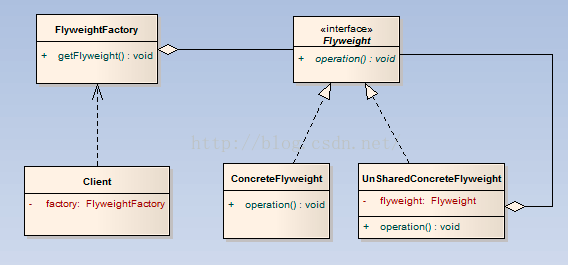 FlyweightFactory
+ getFlyweight() : void
«interface»
Flyweight
+ operation() : void
http://blog.csdn.net/
Client
- factory: FlyweightFactory
ConcreteFlyweight
+ operation() : void
UnSharedConcreteFlyweight
- flyweight: Flyweight
+ operation() : void